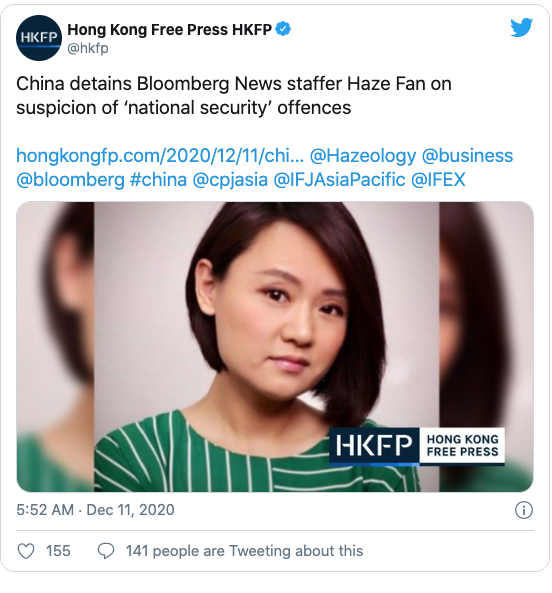 HKFP
Hong Kong Free Press HKFP
@hkfp
China detains Bloomberg News staffer Haze Fan on
suspicion of ‘national security’ offences
hongkongfp.com/2020/12/11/chi... @Hazeology @business
@bloomberg #china @cpjasia @IFJAsiaPacific @IFEX
HKFP
HONG KONG
FREE PRESS
5:52 AM · Dec 11, 2020
155
141 people are Tweeting about this